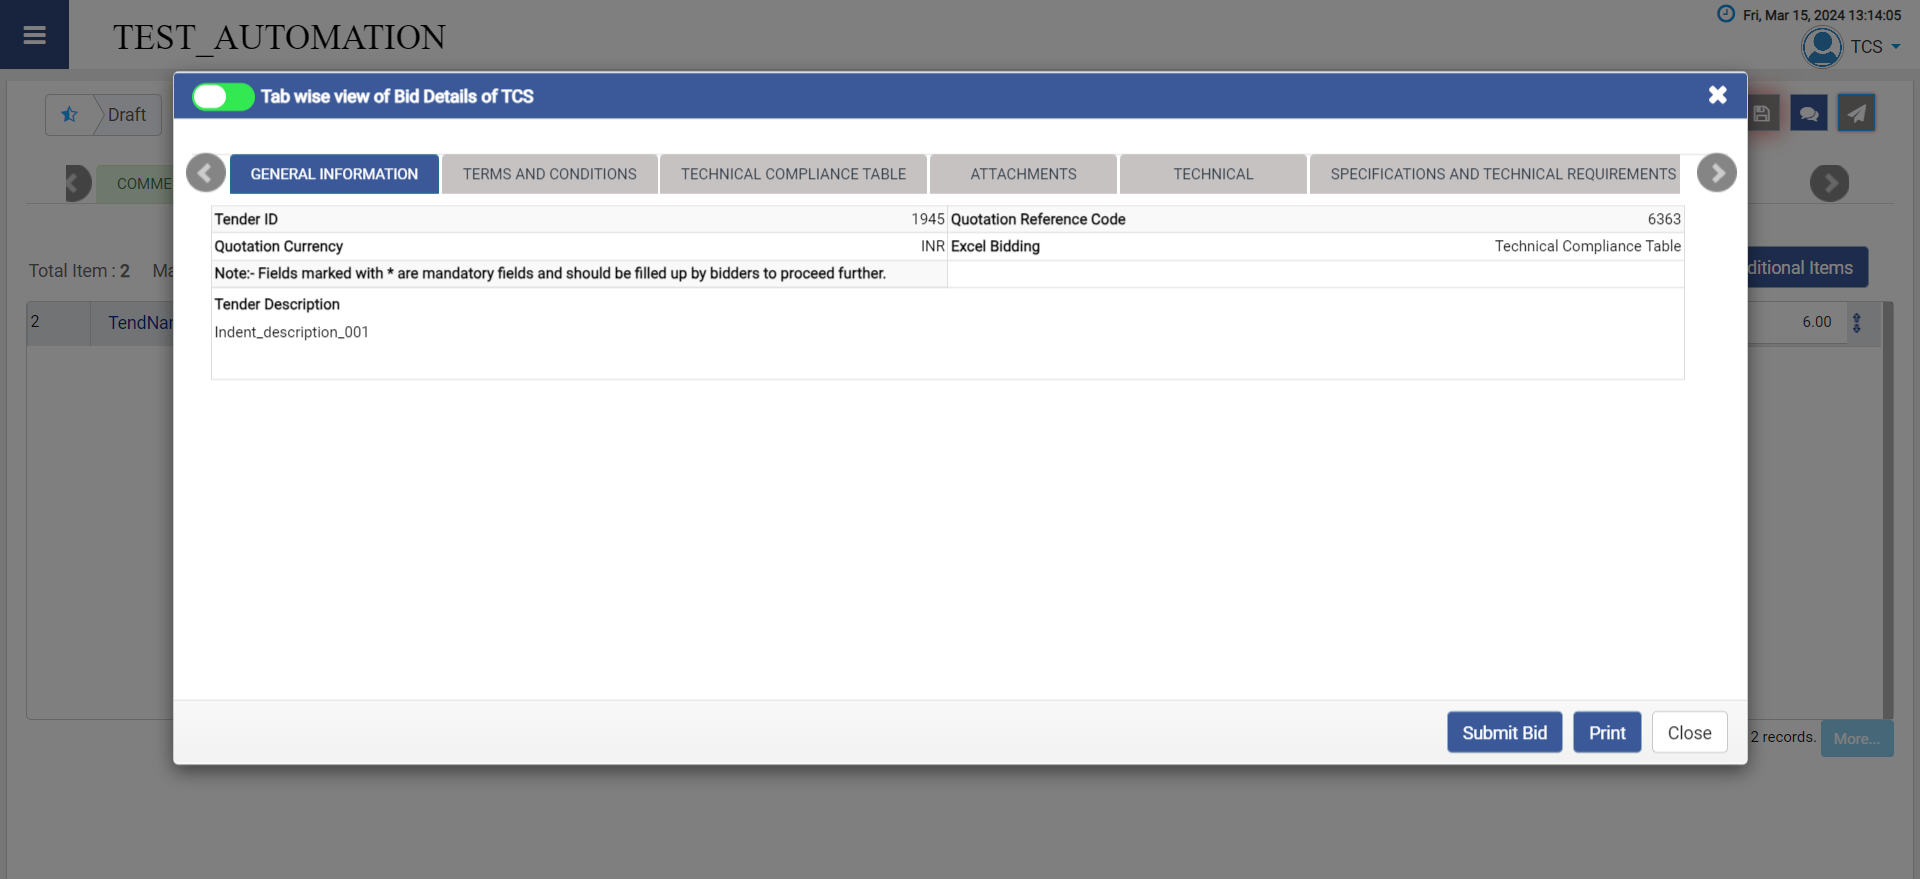 TEST_AUTOMATION
Fri, Mar 15, 2024 13:14:05
TCS
Draft
Tab wise view of Bid Details of TCS
COMME
GENERAL INFORMATION TERMS AND CONDITIONS TECHNICAL COMPLIANCE TABLE ATTACHMENTS TECHNICAL SPECIFICATIONS AND TECHNICAL REQUIREMENTS
Tender ID 1945 Quotation Reference Code 6363
Quotation Currency INR Excel Bidding Technical Compliance Table
Note:- Fields marked with * are mandatory fields and should be filled up by bidders to proceed further.
Tender Description
Indent_description_001
Total Item : 2 Ma
ditional Items
2 TendNar 6.00
Submit Bid Print Close
2 records. More...